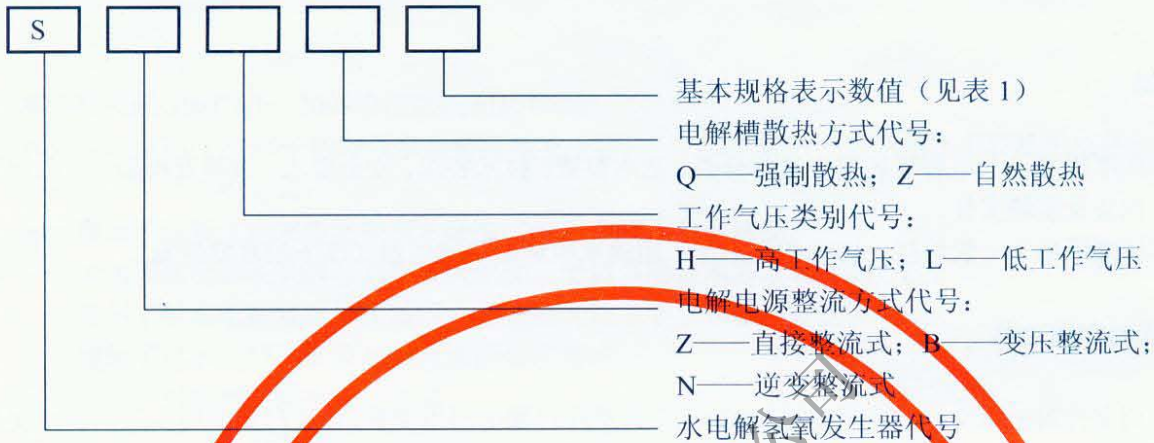 S
基本规格表示数值（见表 1）
电解槽散热方式代号：
Q——强制散热；Z——自然散热
工作气压类别代号：
H——高工作气压；L——低工作气压
电解电源整流方式代号：
Z——直接整流式；B——变压整流式；
N——逆变整流式
水电解氢氧发生器代号
公司